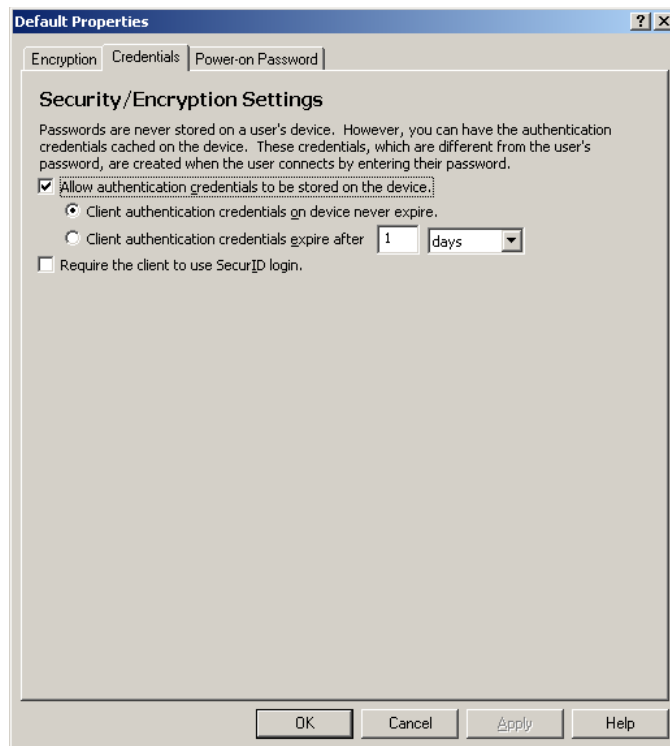 Default Properties
Encryption Credentials Power-on Password
Security/Encryption Settings
Passwords are never stored on a user's device. However, you can have the authentication
credentials cached on the device. These credentials, which are different from the user's
password, are created when the user connects by entering their password.
Allow authentication credentials to be stored on the device.
Client authentication credentials on device never expire.
Client authentication credentials expire after 1 days
Require the client to use SecurID login.
OK Cancel Apply Help